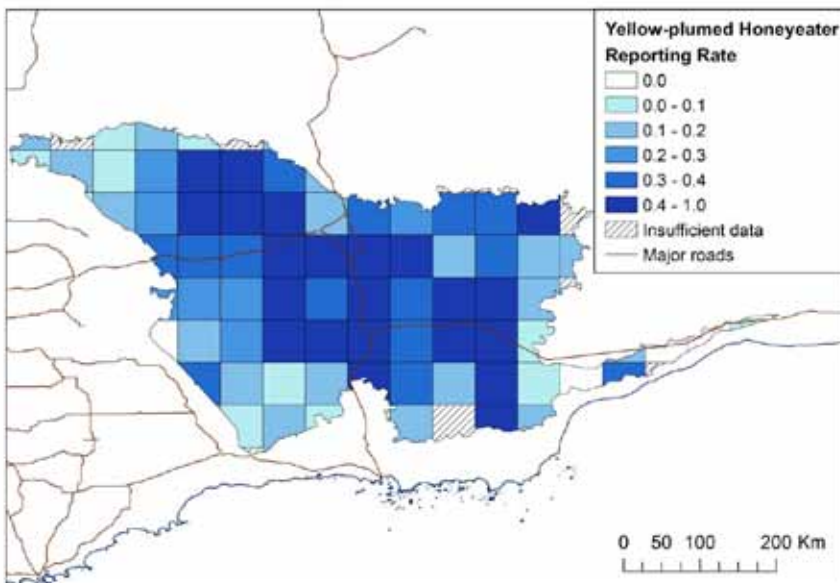 Yellow-plumed Honeyeater
Reporting Rate
0.0
0.0 - 0.1
0.1 - 0.2
0.2 - 0.3
0.3 - 0.4
0.4 - 1.0
Insufficient data
Major roads
0 50 100 200 Km